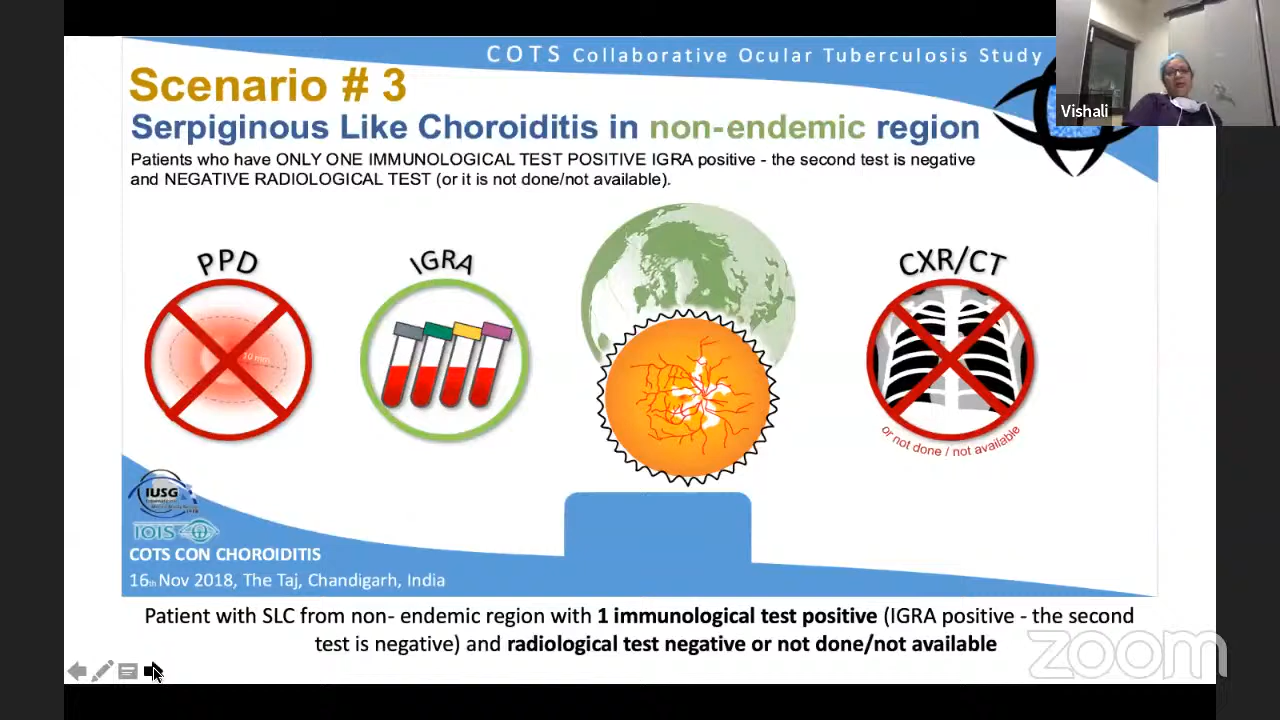 COTS Collaborative Ocular Tuberculosis Study
Scenario # 3
Serpiginous Like Choroiditis in non-endemic region
Patients who have ONLY ONE IMMUNOLOGICAL TEST POSITIVE IGRA positive - the second test is negative
and NEGATIVE RADIOLOGICAL TEST (or it is not done/not available).
Vishali
PPD
IGRA
CXR/CT
10 mm
or not done / not available
IUSG
IOIS
COTS CON CHOROIDITIS
16th Nov 2018, The Taj, Chandigarh, India
Patient with SLC from non- endemic region with 1 immunological test positive (IGRA positive - the second
test is negative) and radiological test negative or not done/not available
zoom